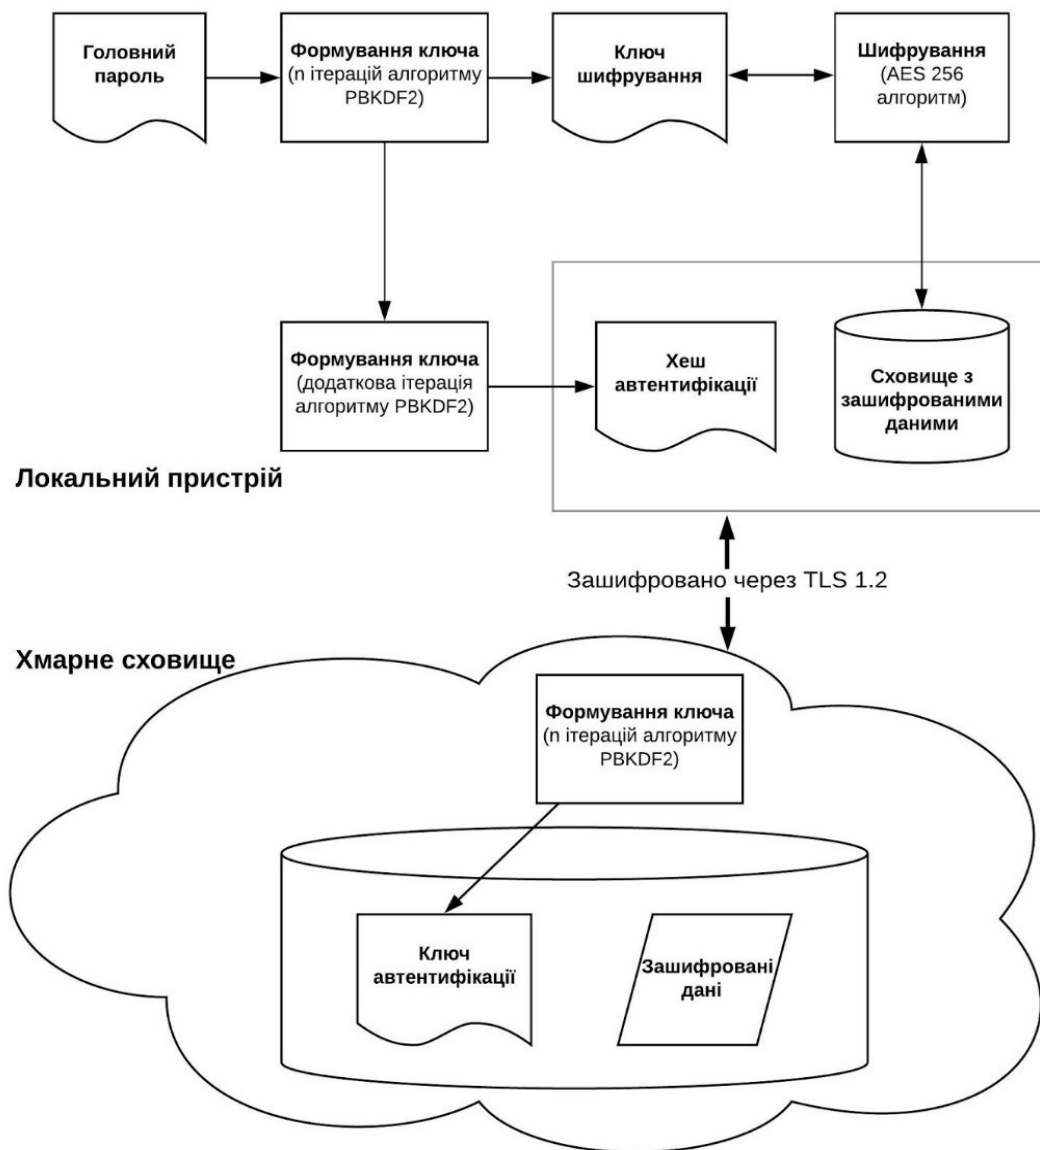 Головний
пароль
Формування ключа
(n ітерацій алгоритму
PBKDF2)
Ключ
шифрування
Шифрування
(AES 256
алгоритм)
Формування ключа
(додаткова ітерація
алгоритму PBKDF2)
Хеш
автентифікації
Сховище з
зашифрованими
даними
Локальний пристрій
Зашифровано через TLS 1.2
Хмарне сховище
Формування ключа
(n ітерацій алгоритму
PBKDF2)
Ключ
автентифікації
Зашифровані
дані